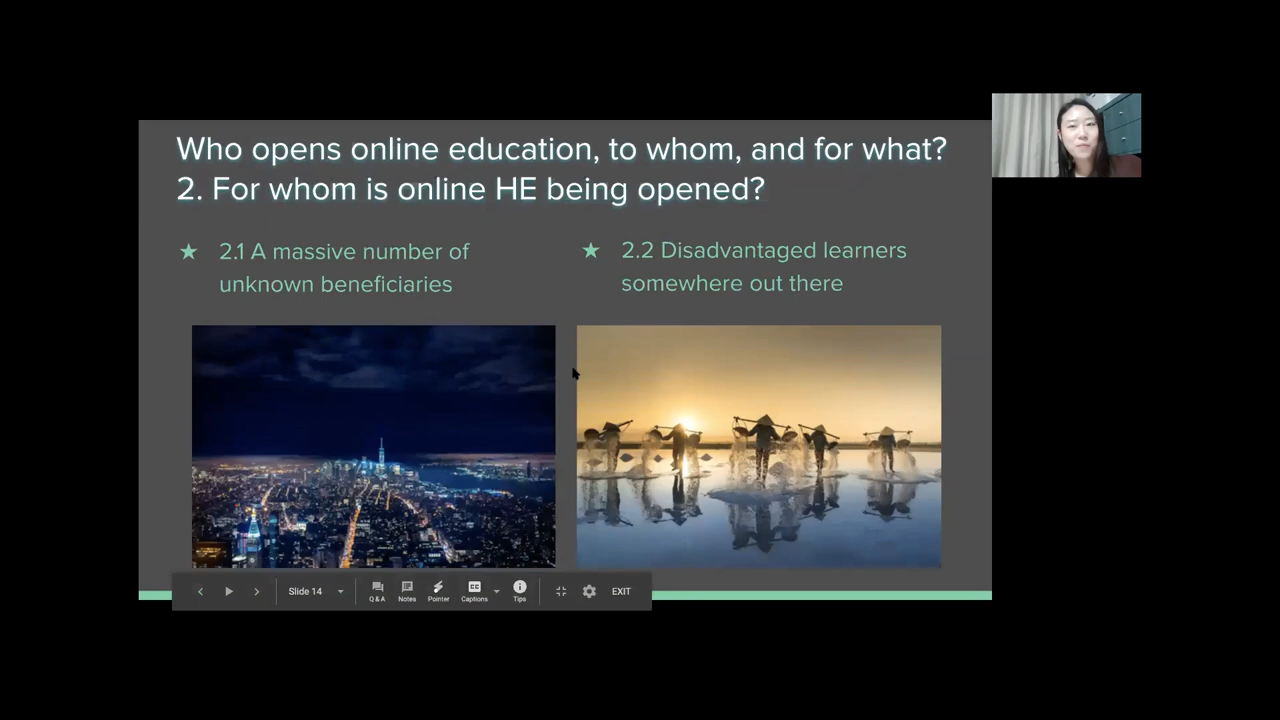 Who opens online education, to whom, and for what?
2. For whom is online HE being opened?
★ 2.1 A massive number of
unknown beneficiaries
★ 2.2 Disadvantaged learners
somewhere out there
Slide 14
Q & A
Notes
Pointer
CC
Captions
Tips
EXIT